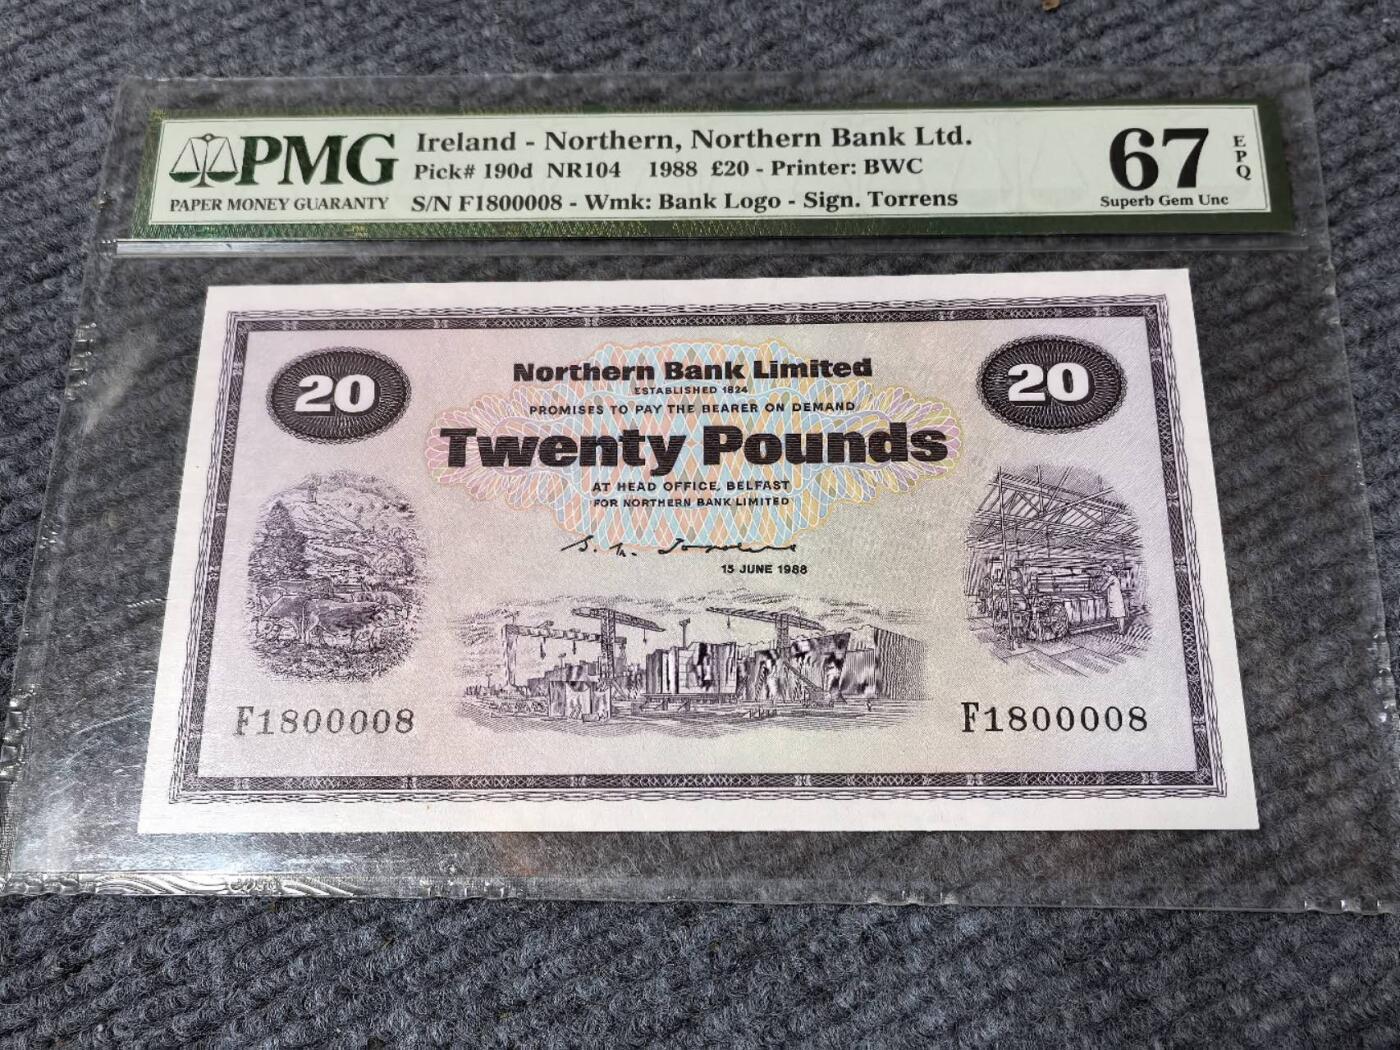 PMG
PAPER MONEY GUARANTY
Ireland - Northern, Northern Bank Ltd.
Pick# 190d NR104 1988 £20 - Printer: BWC
S/N F1800008 - Wmk: Bank Logo - Sign. Torrens
67
EPQ
Superb Gem Unc
20
20
Northern Bank Limited
ESTABLISHED 1824
PROMISES TO PAY THE BEARER ON DEMAND
Twenty Pounds
AT HEAD OFFICE, BELFAST
FOR NORTHERN BANK LIMITED
15 JUNE 1988
F1800008
F1800008